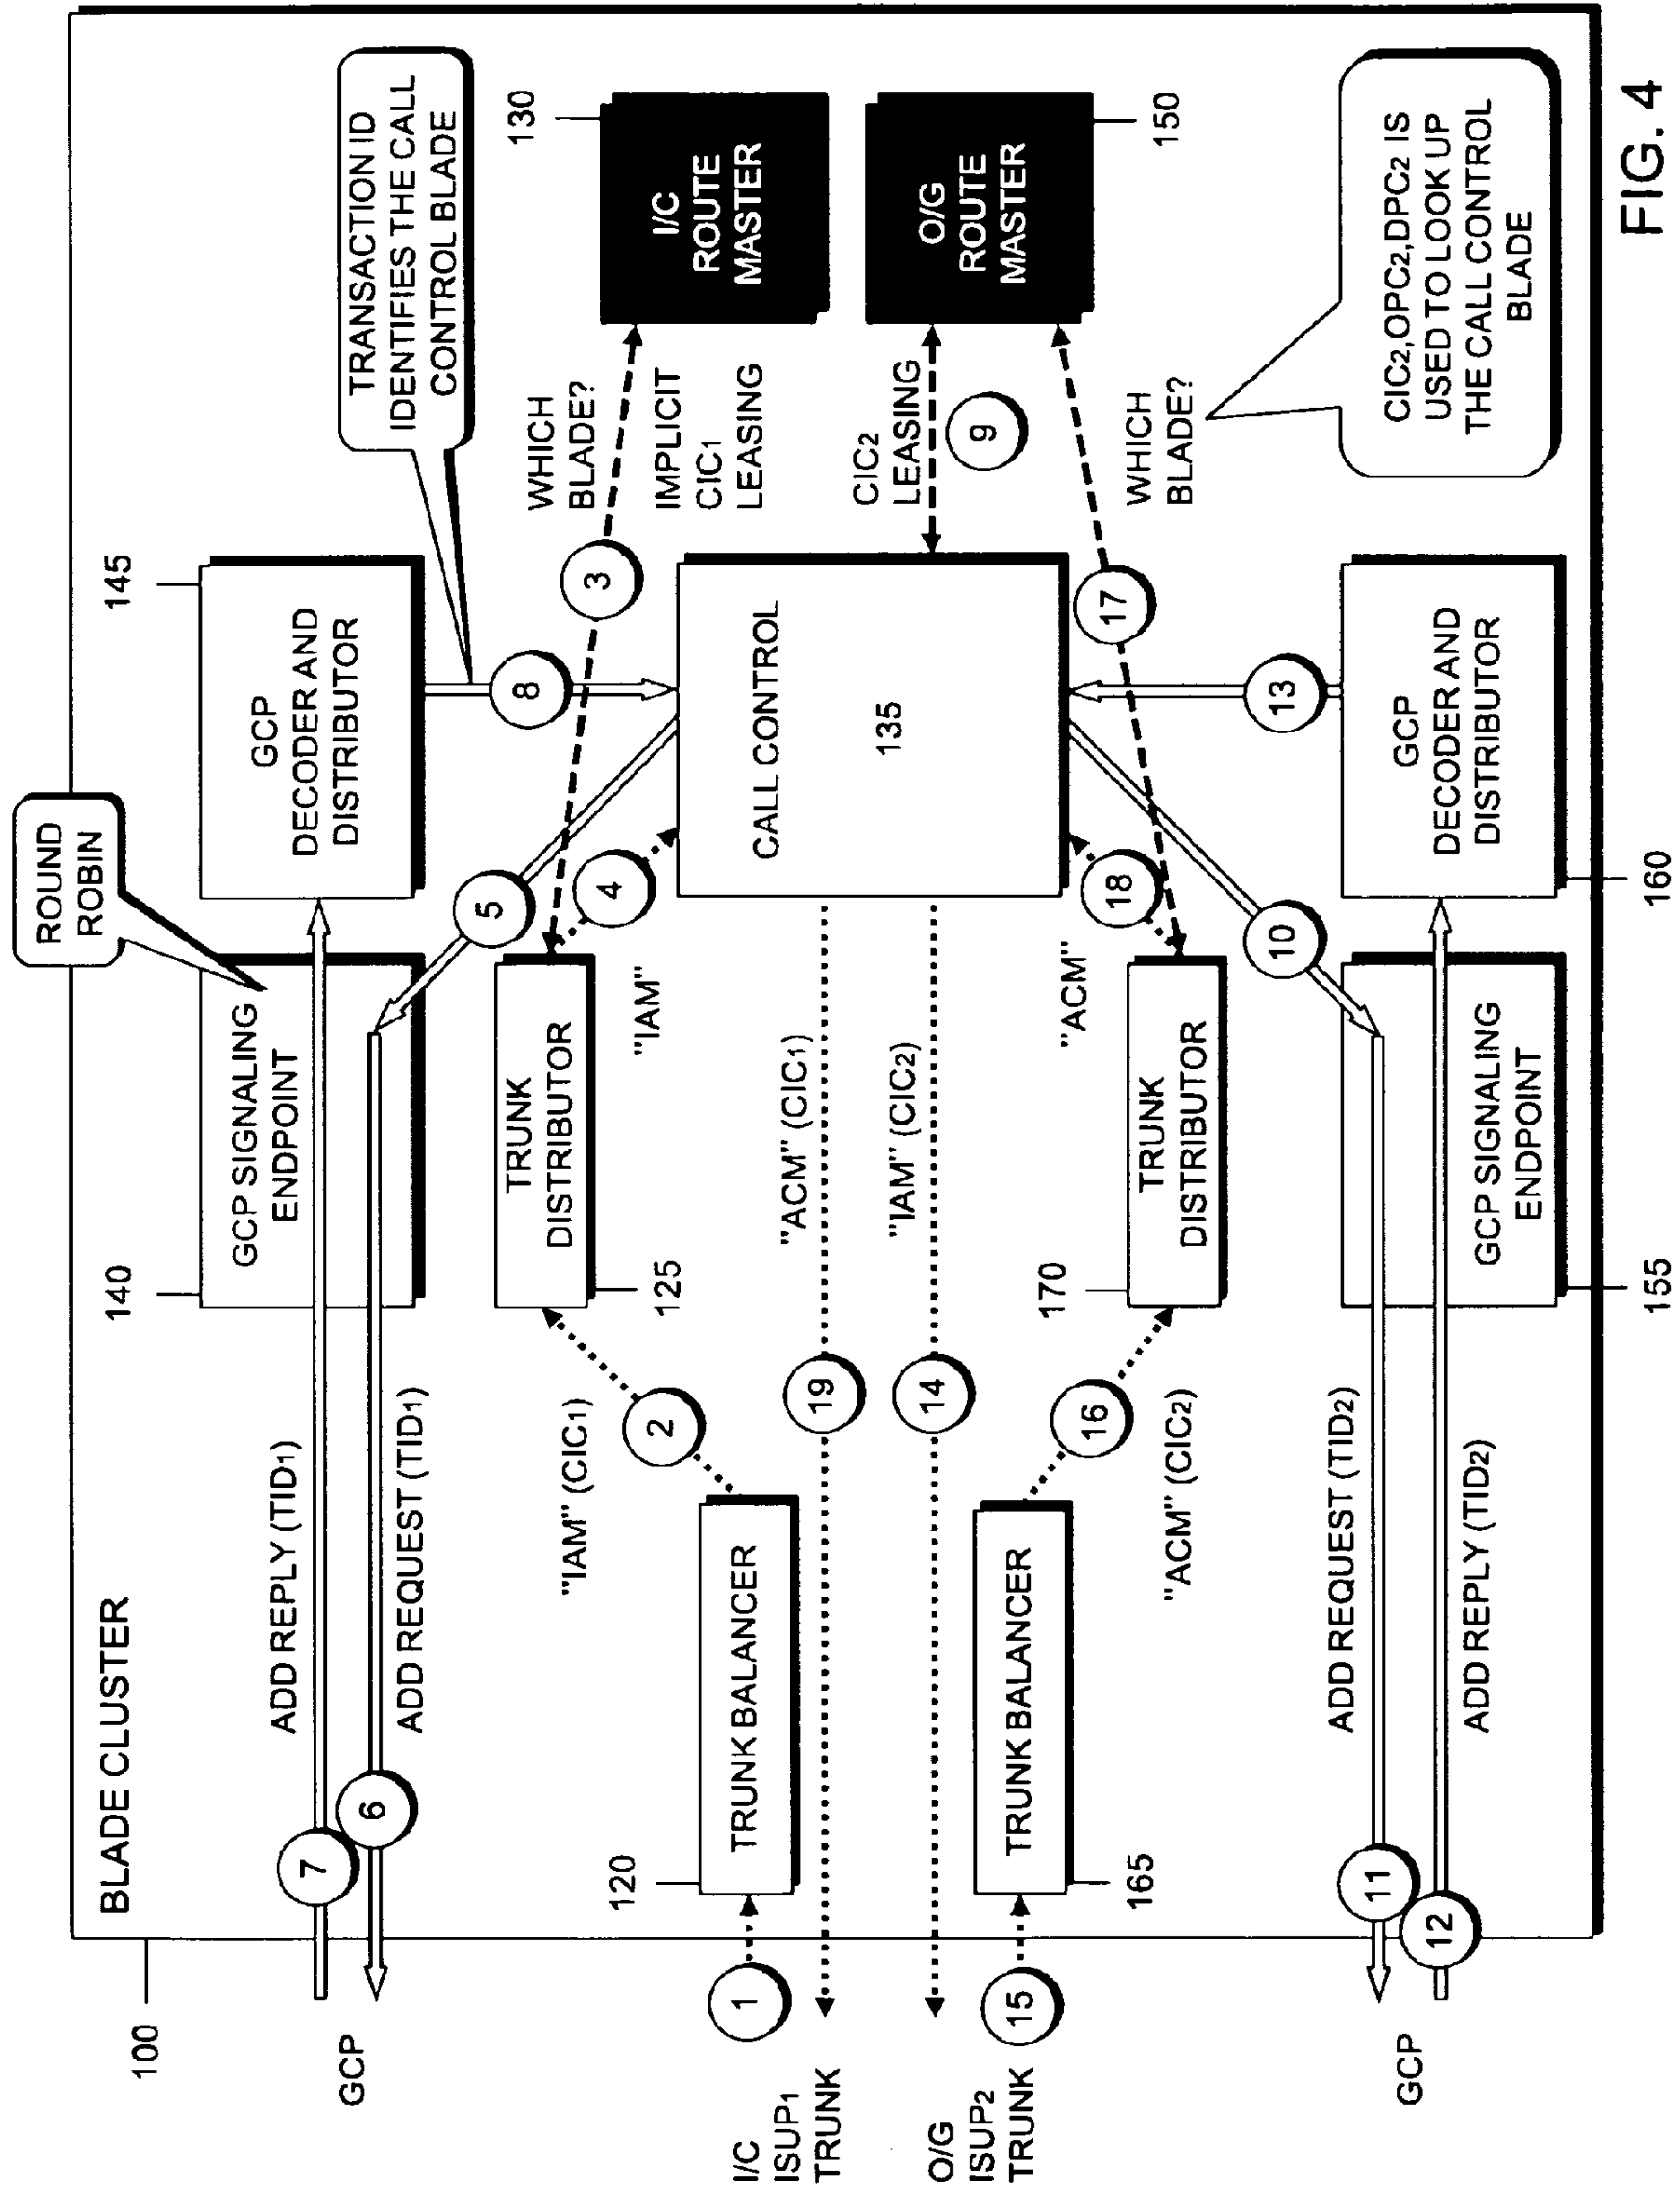 100
BLADE CLUSTER
GCP
7
ADD REPLY (TID1)
6
ADD REQUEST (TID1)
140
GCP SIGNALING
ENDPOINT
ROUND
ROBIN
145
GCP
DECODER AND
DISTRIBUTOR
TRANSACTION ID
IDENTIFIES THE CALL
CONTROL BLADE
8
5
I/C
ISUP1
TRUNK
1
120
TRUNK BALANCER
2
"IAM" (CIC1)
125
TRUNK
DISTRIBUTOR
"IAM"
4
3
WHICH
BLADE?
IMPLICIT
CIC1
LEASING
130
I/C
ROUTE
MASTER
19
"ACM" (CIC1)
CALL CONTROL
135
14
"IAM" (CIC2)
CIC2
LEASING
9
O/G
ROUTE
MASTER
150
O/G
ISUP2
TRUNK
15
165
TRUNK BALANCER
16
"ACM" (CIC2)
170
TRUNK
DISTRIBUTOR
"ACM"
18
17
WHICH
BLADE?
CIC2,OPC2,DPC2 IS
USED TO LOOK UP
THE CALL CONTROL
BLADE
10
13
GCP
11
ADD REQUEST (TID2)
12
ADD REPLY (TID2)
GCP SIGNALING
ENDPOINT
155
GCP
DECODER AND
DISTRIBUTOR
160
FIG. 4